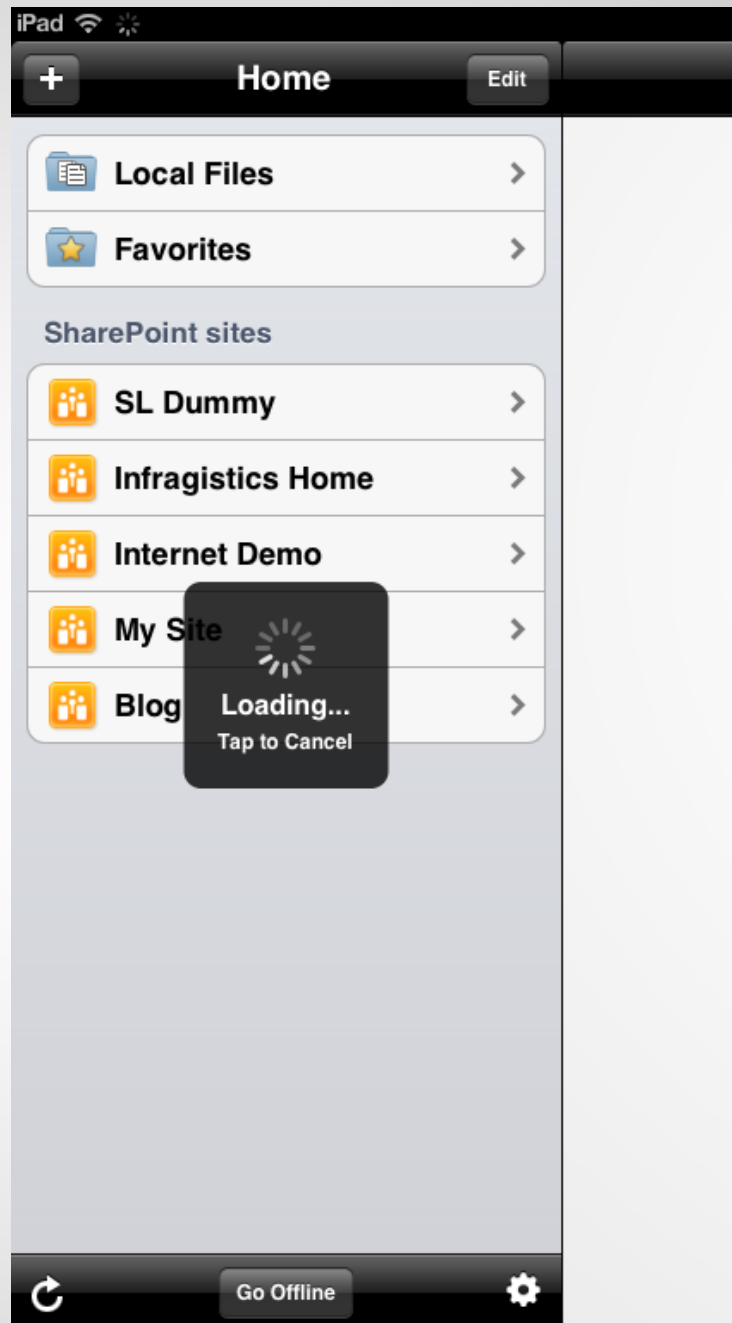 iPad
Home
Edit
Local Files
Favorites
SharePoint sites
SL Dummy
Infragistics Home
Internet Demo
My Site
Blog
Loading...
Tap to Cancel
Go Offline